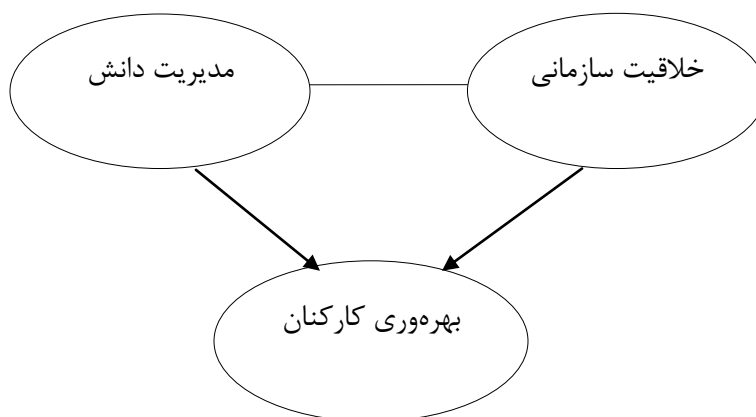 خلاقیت سازمانی
مدیریت دانش
بهره‌وری کارکنان